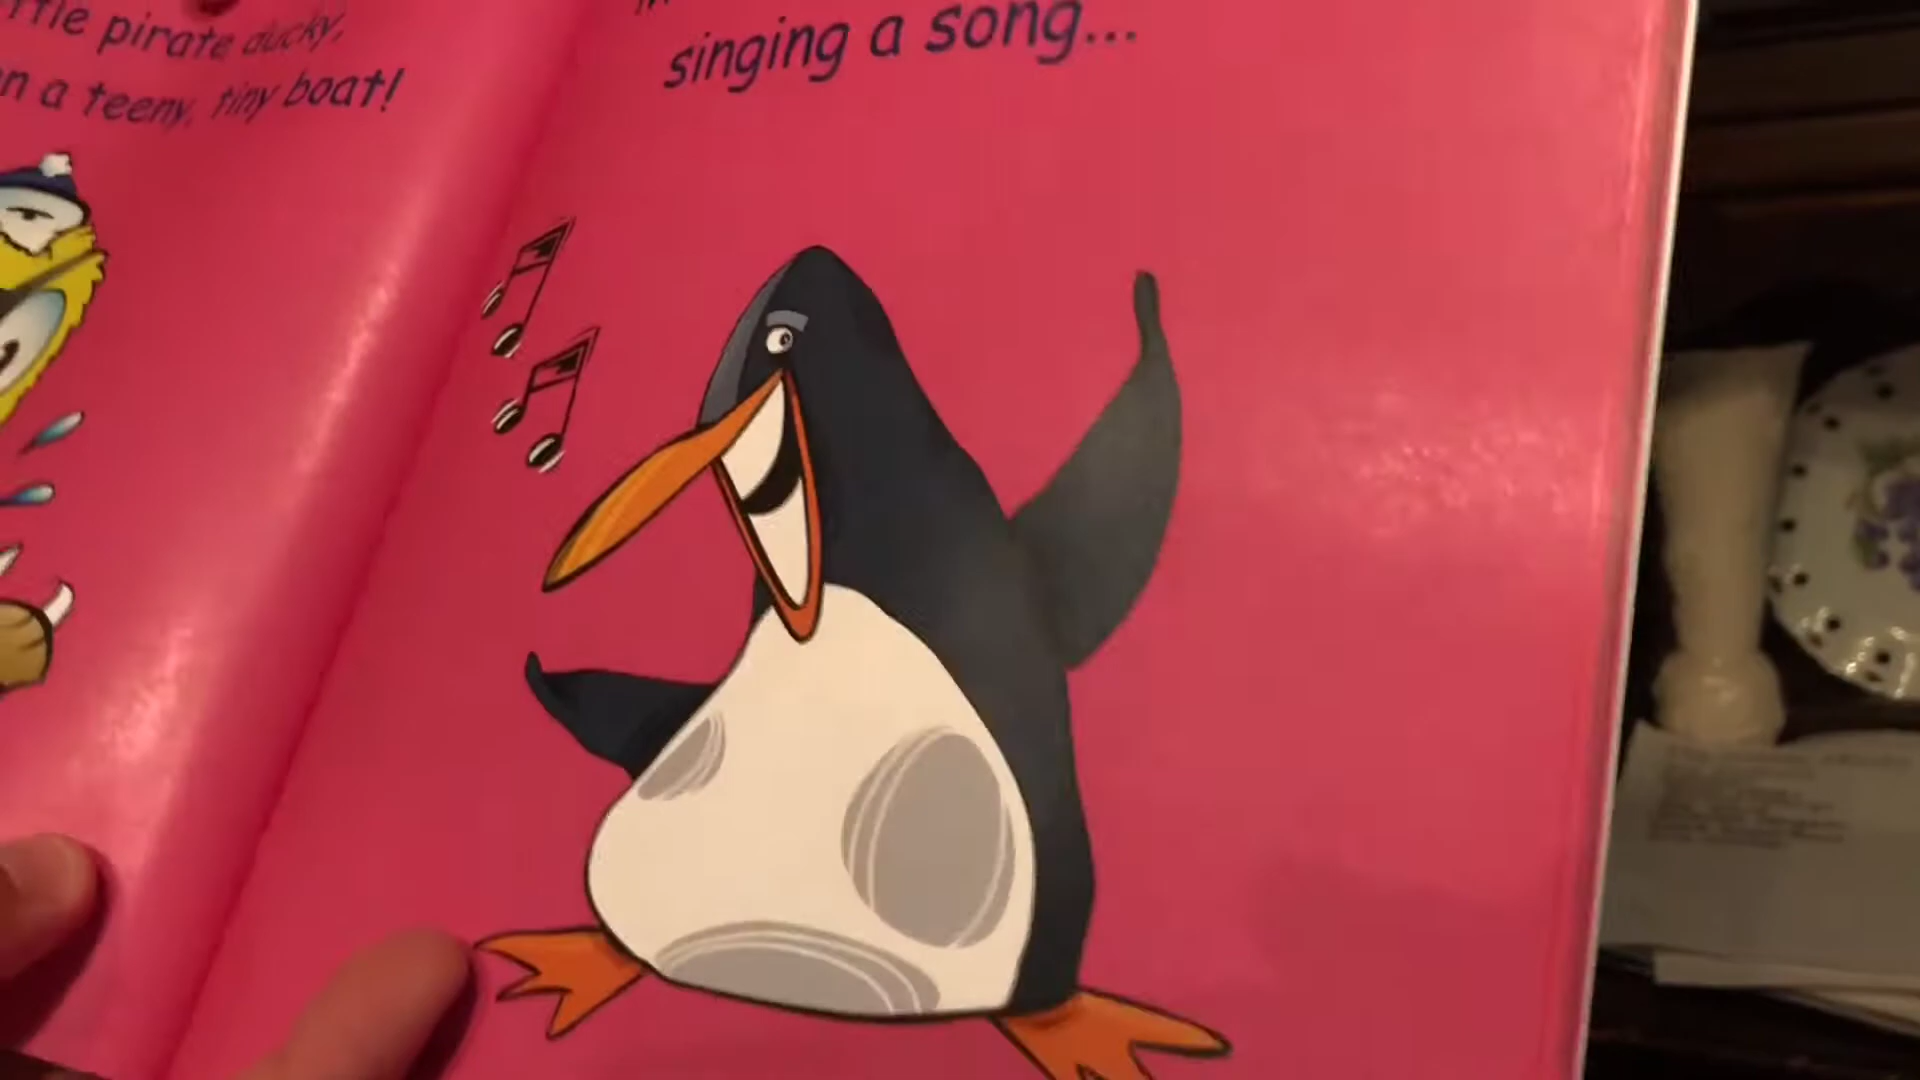 pirate ducky,
a teeny, tiny boat!
singing a song...